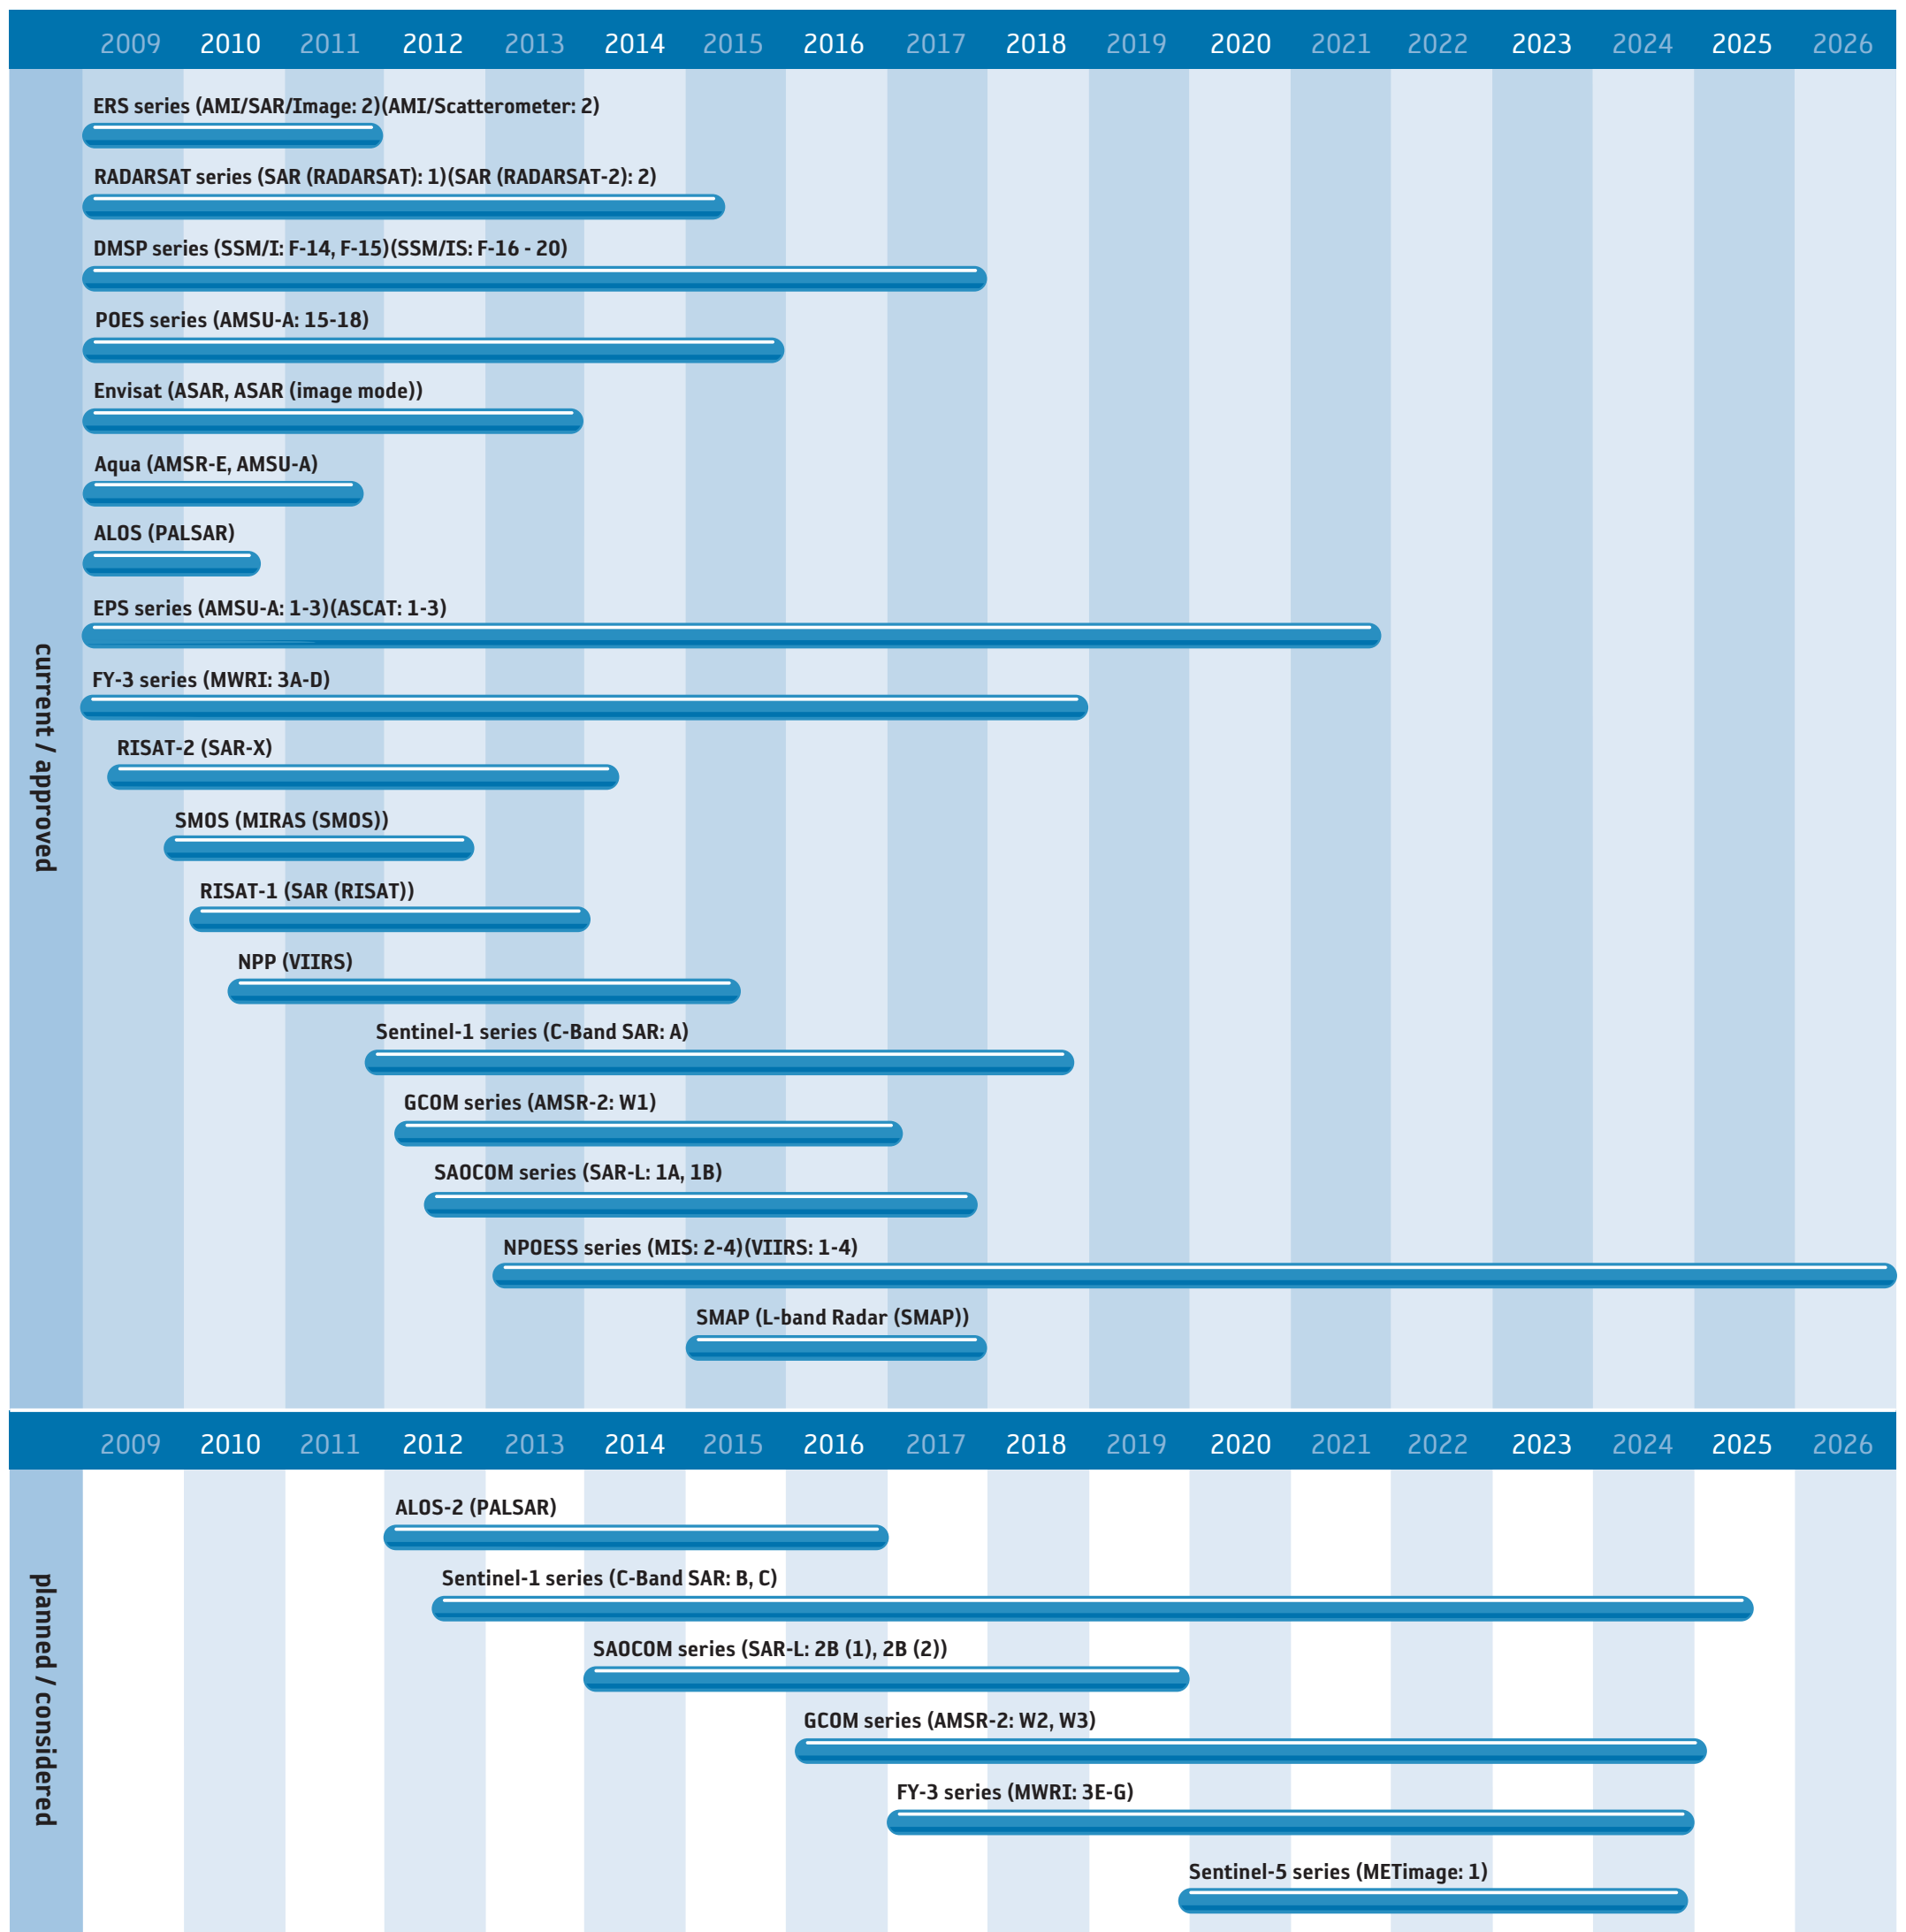 2009 2010 2011 2012 2013 2014 2015 2016 2017 2018 2019 2020 2021 2022 2023 2024 2025 2026
current / approved
ERS series (AMI/SAR/Image: 2)(AMI/Scatterometer: 2)
RADARSAT series (SAR (RADARSAT): 1)(SAR (RADARSAT-2): 2)
DMSP series (SSM/I: F-14, F-15)(SSM/IS: F-16 - 20)
POES series (AMSU-A: 15-18)
Envisat (ASAR, ASAR (image mode))
Aqua (AMSR-E, AMSU-A)
ALOS (PALSAR)
EPS series (AMSU-A: 1-3)(ASCAT: 1-3)
FY-3 series (MWRI: 3A-D)
RISAT-2 (SAR-X)
SMOS (MIRAS (SMOS))
RISAT-1 (SAR (RISAT))
NPP (VIIRS)
Sentinel-1 series (C-Band SAR: A)
GCOM series (AMSR-2: W1)
SAOCOM series (SAR-L: 1A, 1B)
NPOESS series (MIS: 2-4)(VIIRS: 1-4)
SMAP (L-band Radar (SMAP))
2009 2010 2011 2012 2013 2014 2015 2016 2017 2018 2019 2020 2021 2022 2023 2024 2025 2026
planned / considered
ALOS-2 (PALSAR)
Sentinel-1 series (C-Band SAR: B, C)
SAOCOM series (SAR-L: 2B (1), 2B (2))
GCOM series (AMSR-2: W2, W3)
FY-3 series (MWRI: 3E-G)
Sentinel-5 series (METimage: 1)